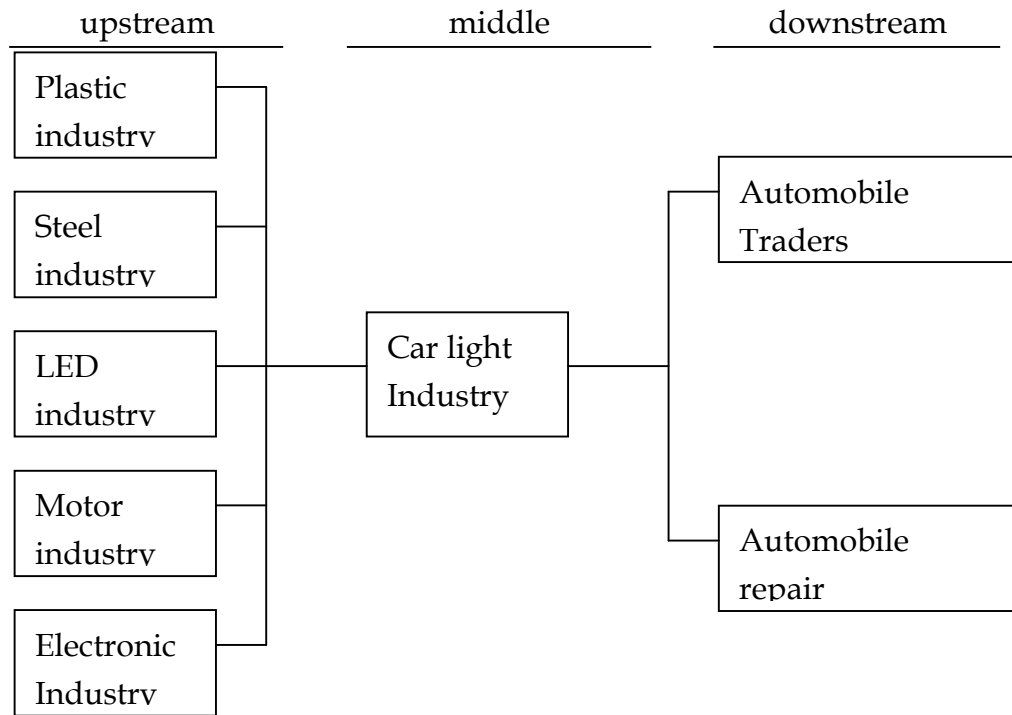 upstream
middle
downstream
Plastic
industry
Steel
industry
LED
industry
Motor
industry
Electronic
Industry
Car light
Industry
Automobile
Traders
Automobile
repair